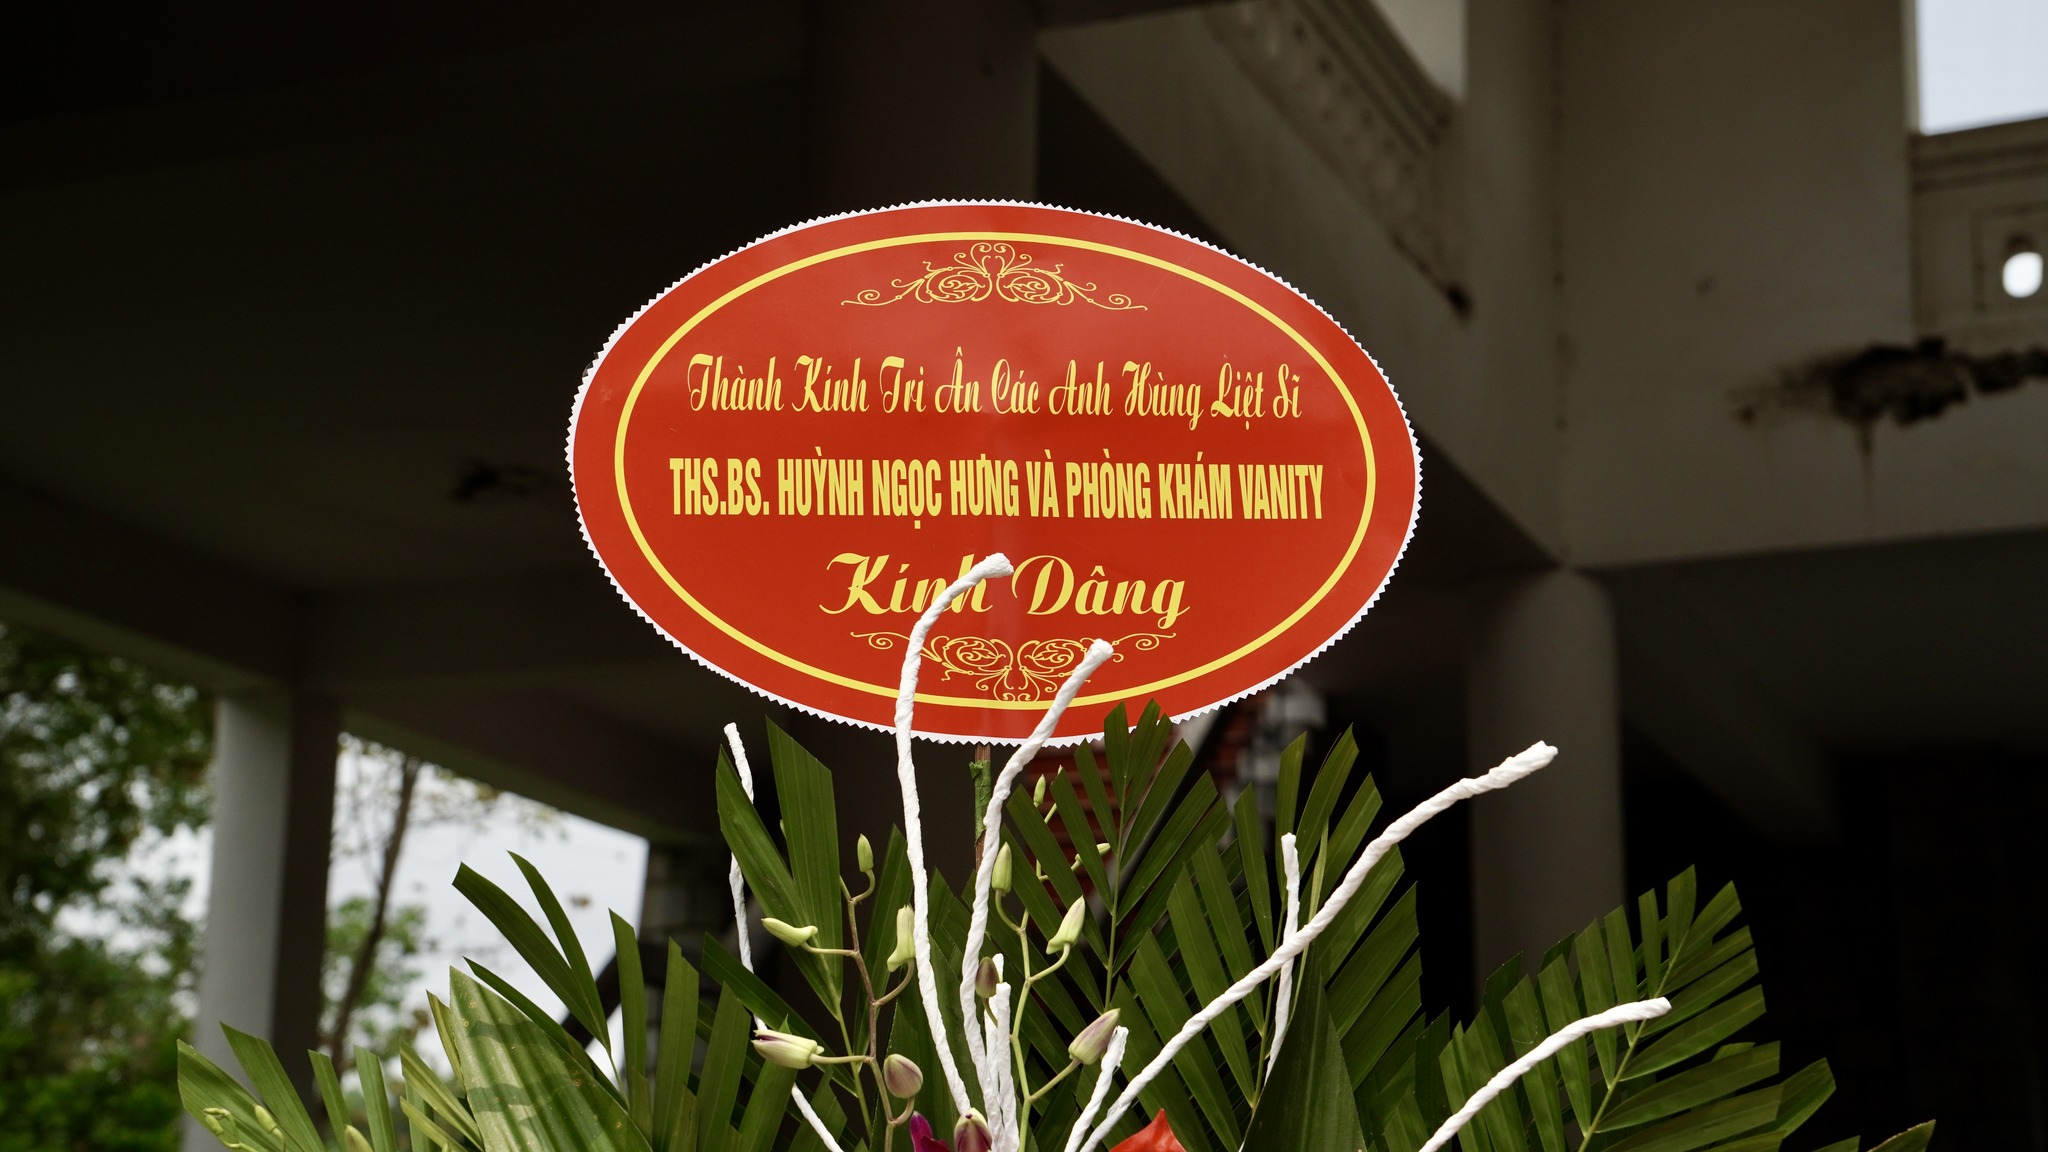 Thành Kính Tri Ân Các Anh Hùng Liệt Sĩ
THS.BS. HUỲNH NGỌC HƯNG VÀ PHÒNG KHÁM VANITY
Kính Dâng